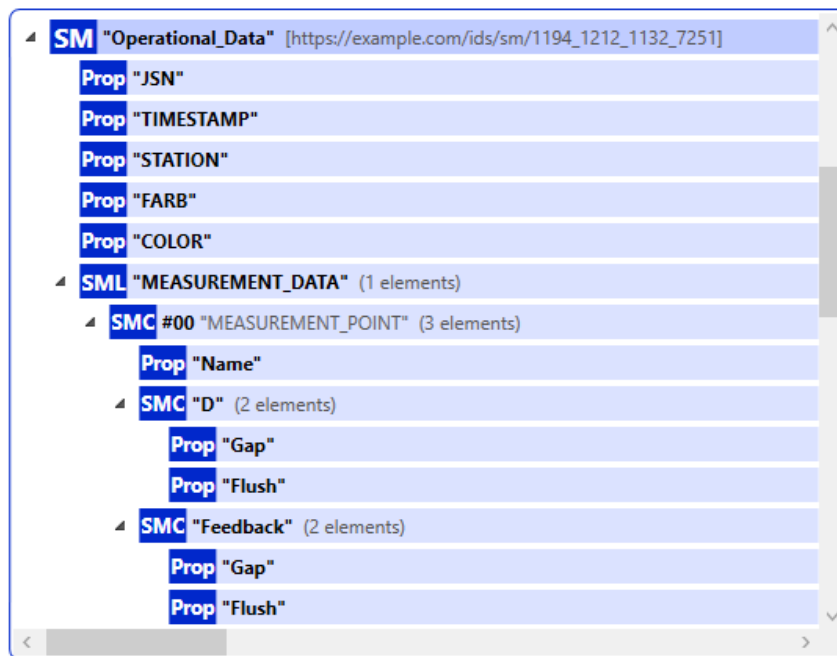 SM "Operational_Data" [https://example.com/ids/sm/1194_1212_1132_7251]
Prop "JSN"
Prop "TIMESTAMP"
Prop "STATION"
Prop "FARB"
Prop "COLOR"
SML "MEASUREMENT_DATA" (1 elements)
SMC #00 "MEASUREMENT_POINT" (3 elements)
Prop "Name"
SMC "D" (2 elements)
Prop "Gap"
Prop "Flush"
SMC "Feedback" (2 elements)
Prop "Gap"
Prop "Flush"